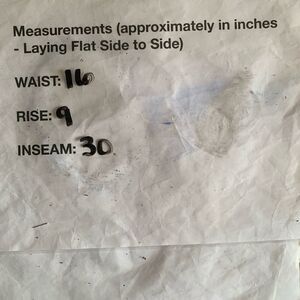 Measurements (approximately in inches
- Laying Flat Side to Side)
WAIST: 16
RISE: 9
INSEAM: 30